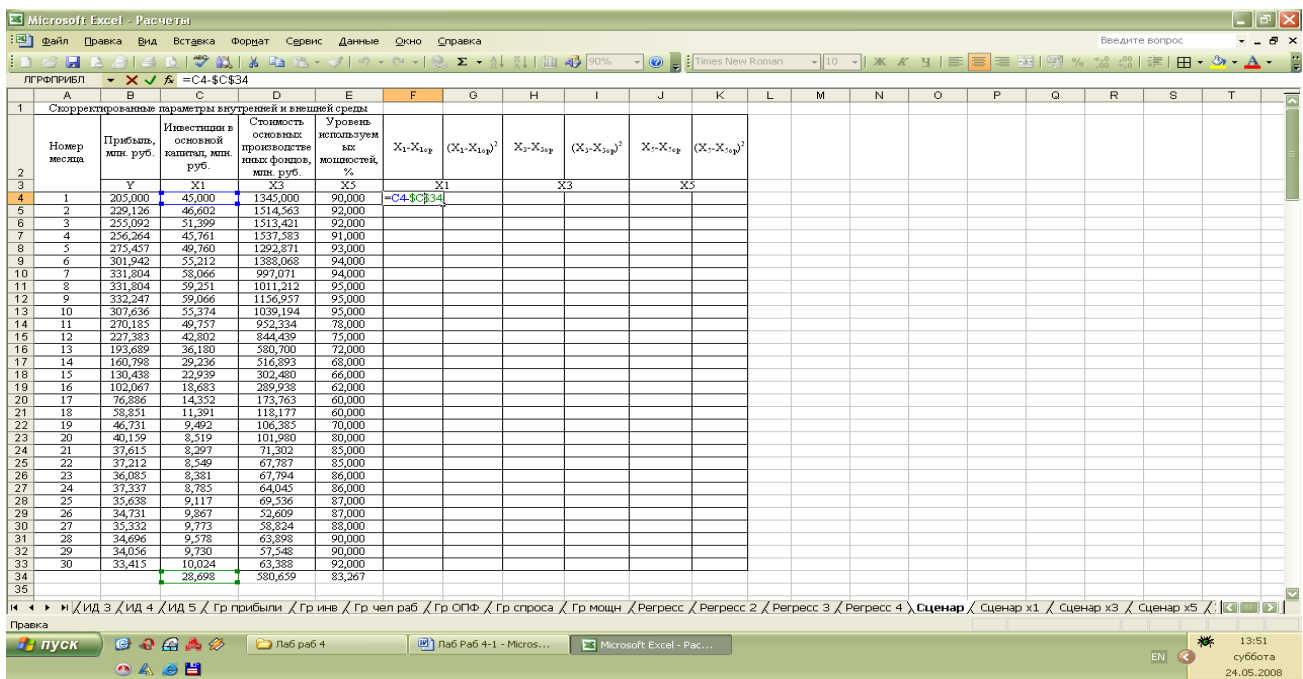 Microsoft Excel - Расчеты
Файл Правка Вид Вставка Формат Сервис Данные Окно Справка Введите вопрос
90% Times New Roman 10 Ж К Ч
ЛГРФПРИБЛ =C4-$C$34
A B C D E F G H I J K L M N O P Q R S T
1 Скорректированные параметры внутренней и внешней среды
2 Номер месяца Прибыль, млн. руб. Инвестиции в основной капитал, млн. руб. Стоимость основных производстве нных фондов, млн. руб. Уровень используем ых мощностей, % X₁-X₁ср (X₁-X₁ср)² X₃-X₃ср (X₃-X₃ср)² X₅-X₅ср (X₅-X₅ср)²
3 Y X1 X3 X5 X1 X3 X5
4 1 205,000 45,000 1345,000 90,000 =C4-$C$34
5 2 229,126 46,602 1514,563 92,000
6 3 255,092 51,399 1513,421 92,000
7 4 256,264 45,761 1537,583 91,000
8 5 275,457 49,760 1292,871 93,000
9 6 301,942 55,212 1388,068 94,000
10 7 331,804 58,066 997,071 94,000
11 8 331,804 59,251 1011,212 95,000
12 9 332,247 59,066 1156,957 95,000
13 10 307,636 55,374 1039,194 95,000
14 11 270,185 49,757 952,334 78,000
15 12 227,383 42,802 844,439 75,000
16 13 193,689 36,180 580,700 72,000
17 14 160,798 29,236 516,893 68,000
18 15 130,438 22,939 302,480 66,000
19 16 102,067 18,683 289,938 62,000
20 17 76,886 14,352 173,763 60,000
21 18 58,851 11,391 118,177 60,000
22 19 46,731 9,492 106,385 70,000
23 20 40,159 8,519 101,980 80,000
24 21 37,615 8,297 71,302 85,000
25 22 37,212 8,549 67,787 85,000
26 23 36,085 8,381 67,794 86,000
27 24 37,337 8,785 64,045 86,000
28 25 35,638 9,117 69,536 87,000
29 26 34,731 9,867 52,609 87,000
30 27 35,332 9,773 58,824 88,000
31 28 34,696 9,578 63,898 90,000
32 29 34,056 9,730 57,548 90,000
33 30 33,415 10,024 63,388 92,000
34 28,698 580,659 83,267
35
ИД 3 / ИД 4 / ИД 5 / Гр прибыли / Гр инв / Гр чел раб / Гр ОПФ / Гр спроса / Гр мощн / Регресс / Регресс 2 / Регресс 3 / Регресс 4 \ Сценар / Сценар х1 / Сценар х3 / Сценар х5 /
Правка
пуск Лаб раб 4 Лаб Раб 4-1 - Micros... Microsoft Excel - Рас... EN 13:51
суббота
24.05.2008